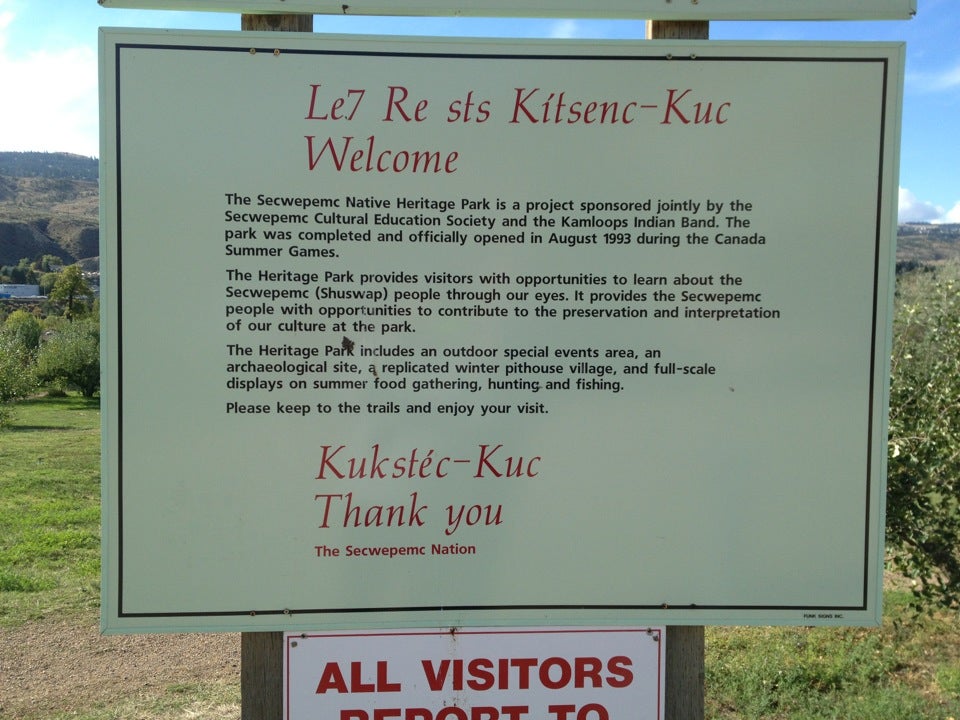 Le7 Re sts Kítsenc-Kuc
Welcome
The Secwepemc Native Heritage Park is a project sponsored jointly by the
Secwepemc Cultural Education Society and the Kamloops Indian Band. The
park was completed and officially opened in August 1993 during the Canada
Summer Games.
The Heritage Park provides visitors with opportunities to learn about the
Secwepemc (Shuswap) people through our eyes. It provides the Secwepemc
people with opportunities to contribute to the preservation and interpretation
of our culture at the park.
The Heritage Park includes an outdoor special events area, an
archaeological site, a replicated winter pithouse village, and full-scale
displays on summer food gathering, hunting and fishing.
Please keep to the trails and enjoy your visit.
Kukstéc-Kuc
Thank you
The Secwepemc Nation
FUNK SIGNS INC.
ALL VISITORS
REPORT TO